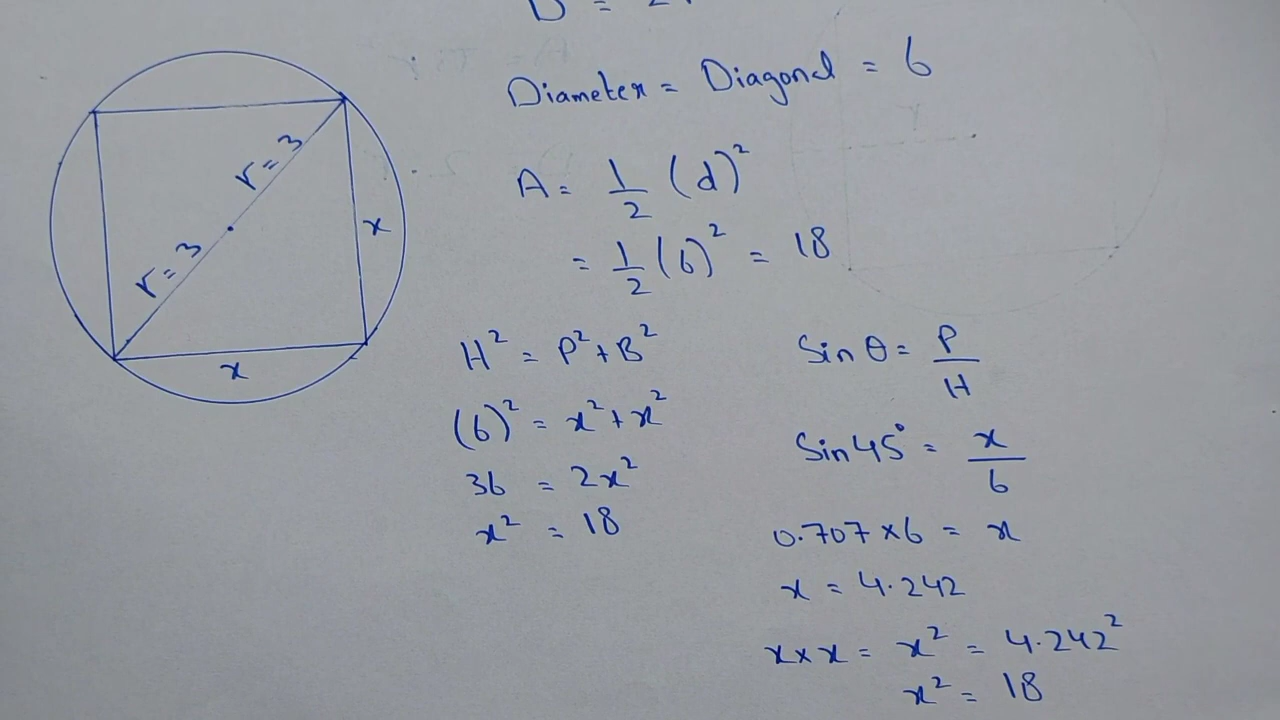 Diameter = Diagonal = 6
r = 3
r = 3
x
x
A = 1/2 (d)²
= 1/2 (6)² = 18
H² = P² + B²
(6)² = x² + x²
36 = 2x²
x² = 18
Sin θ = P/H
Sin 45° = x/6
0.707 × 6 = x
x = 4.242
x × x = x² = 4.242²
x² = 18